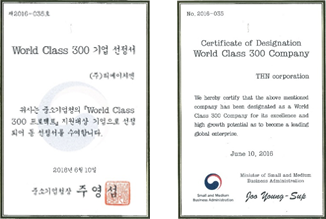 제2016-035호
World Class 300 기업 선정서
귀사는 중소기업청의 『World Class
300 프로젝트』 지원대상 기업으로 선정
되어 본 선정서를 수여합니다.
2016년 6월 10일
중소기업청장 주영섭
No. 2016-035
Certificate of Designation
World Class 300 Company
THN corporation
We hereby certify that the above mentioned
company has been designated as a World
Class 300 Company for its excellence and
high growth potential as to become a leading
global enterprise.
June 10, 2016
Small and Medium
Business Administration
Minister of Small and Medium
Business Administration
Joo Young-Sup